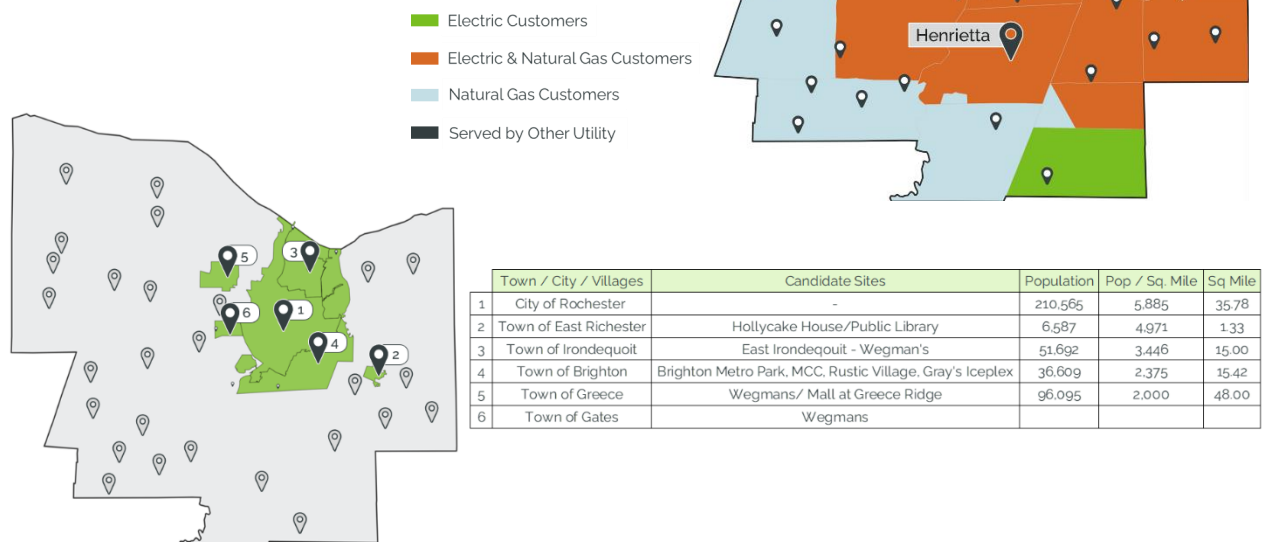 Electric Customers
Electric & Natural Gas Customers
Natural Gas Customers
Served by Other Utility
Henrietta
5
3
6
1
4
2
Town / City / Villages Candidate Sites Population Pop / Sq. Mile Sq Mile
1 City of Rochester - 210,565 5,885 35.78
2 Town of East Richester Hollycake House/Public Library 6,587 4,971 1.33
3 Town of Irondequoit East Irondeqouit - Wegman's 51,692 3,446 15.00
4 Town of Brighton Brighton Metro Park, MCC, Rustic Village, Gray's Iceplex 36,609 2,375 15.42
5 Town of Greece Wegmans/ Mall at Greece Ridge 96,095 2,000 48.00
6 Town of Gates Wegmans